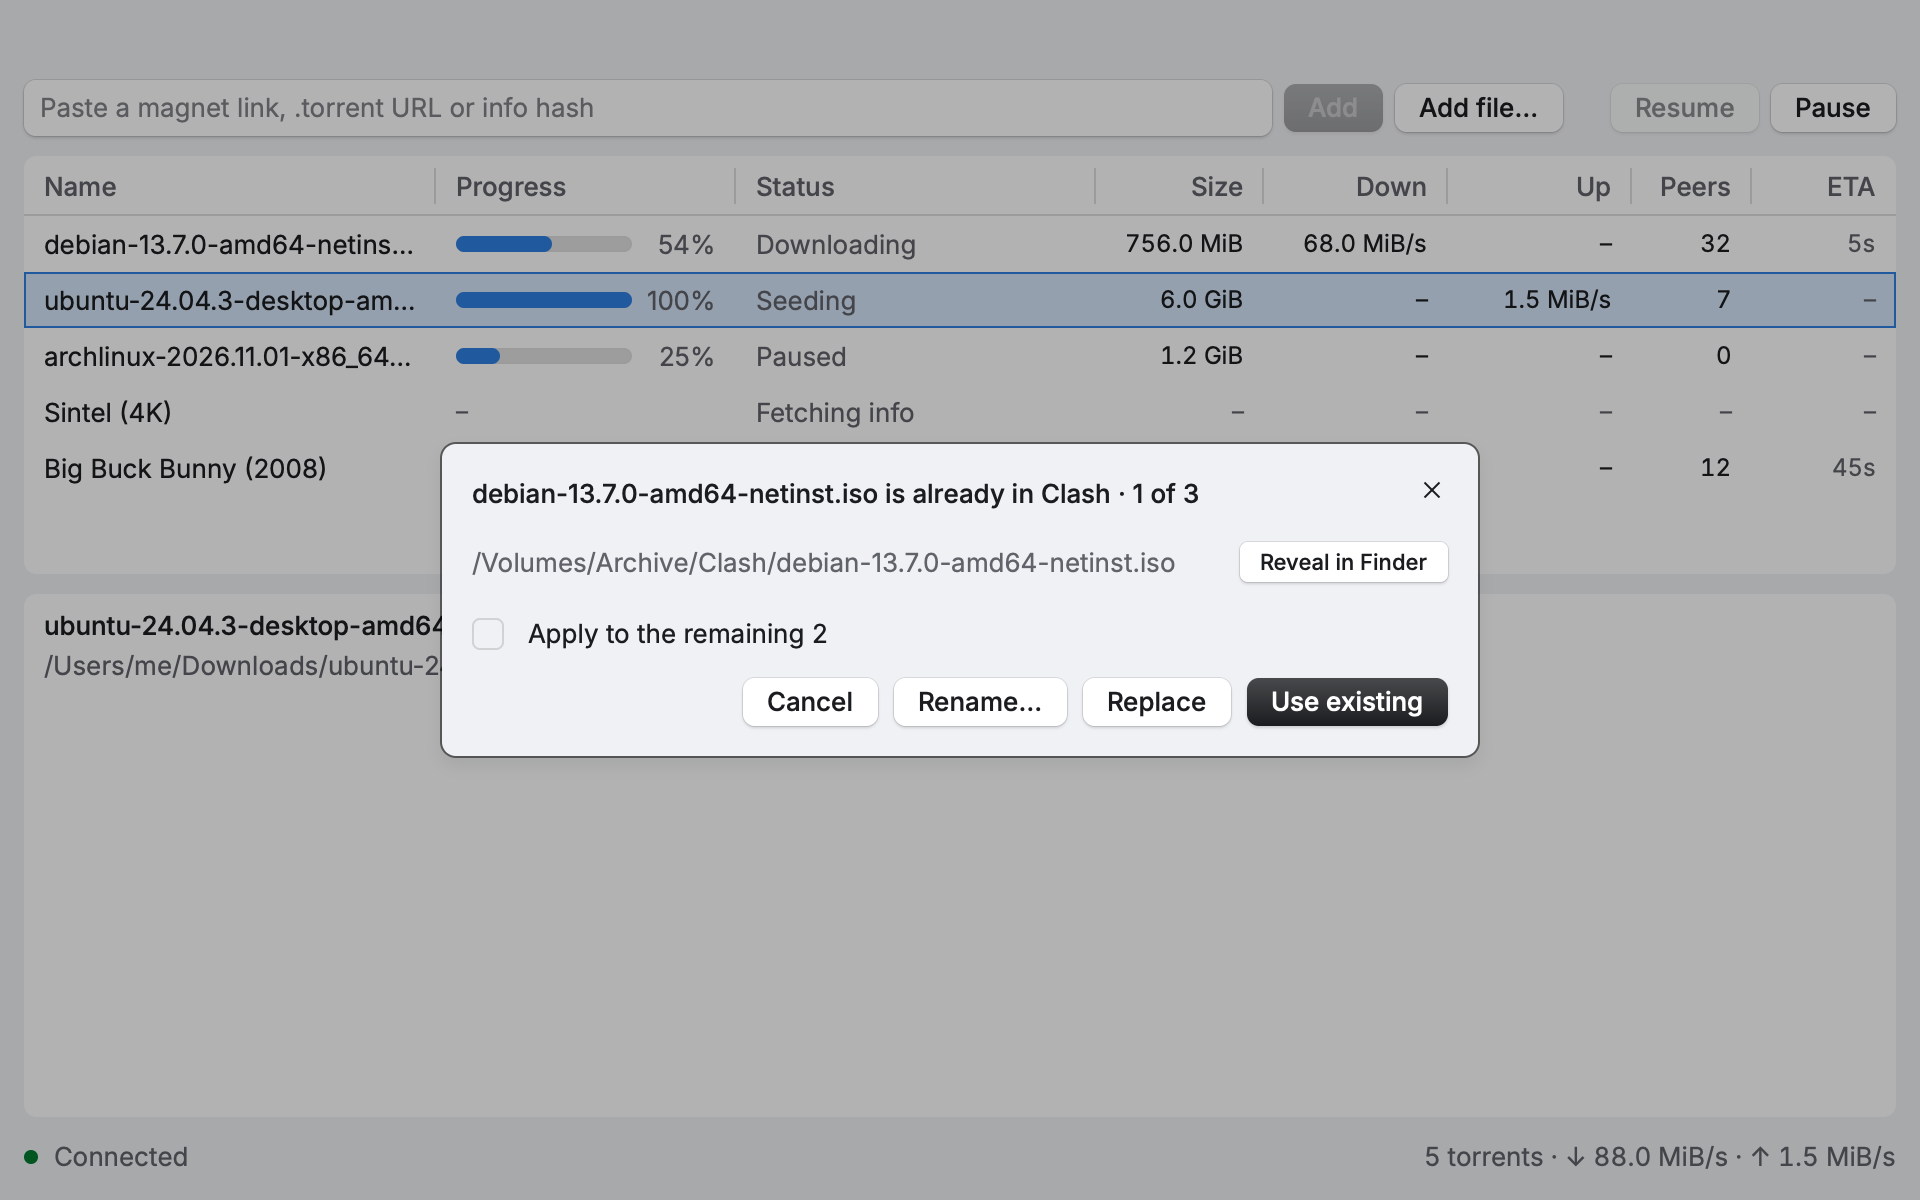 Paste a magnet link, .torrent URL or info hash Add Add file... Resume Pause
Name Progress Status Size Down Up Peers ETA
debian-13.7.0-amd64-netins... 54% Downloading 756.0 MiB 68.0 MiB/s – 32 5s
ubuntu-24.04.3-desktop-am... 100% Seeding 6.0 GiB – 1.5 MiB/s 7 –
archlinux-2026.11.01-x86_64... 25% Paused 1.2 GiB – – 0 –
Sintel (4K) – Fetching info – – – – –
Big Buck Bunny (2008) – 12 45s
debian-13.7.0-amd64-netinst.iso is already in Clash · 1 of 3
/Volumes/Archive/Clash/debian-13.7.0-amd64-netinst.iso Reveal in Finder
Apply to the remaining 2
Cancel Rename... Replace Use existing
ubuntu-24.04.3-desktop-amd64
/Users/me/Downloads/ubuntu-2
Connected 5 torrents · ↓ 88.0 MiB/s · ↑ 1.5 MiB/s